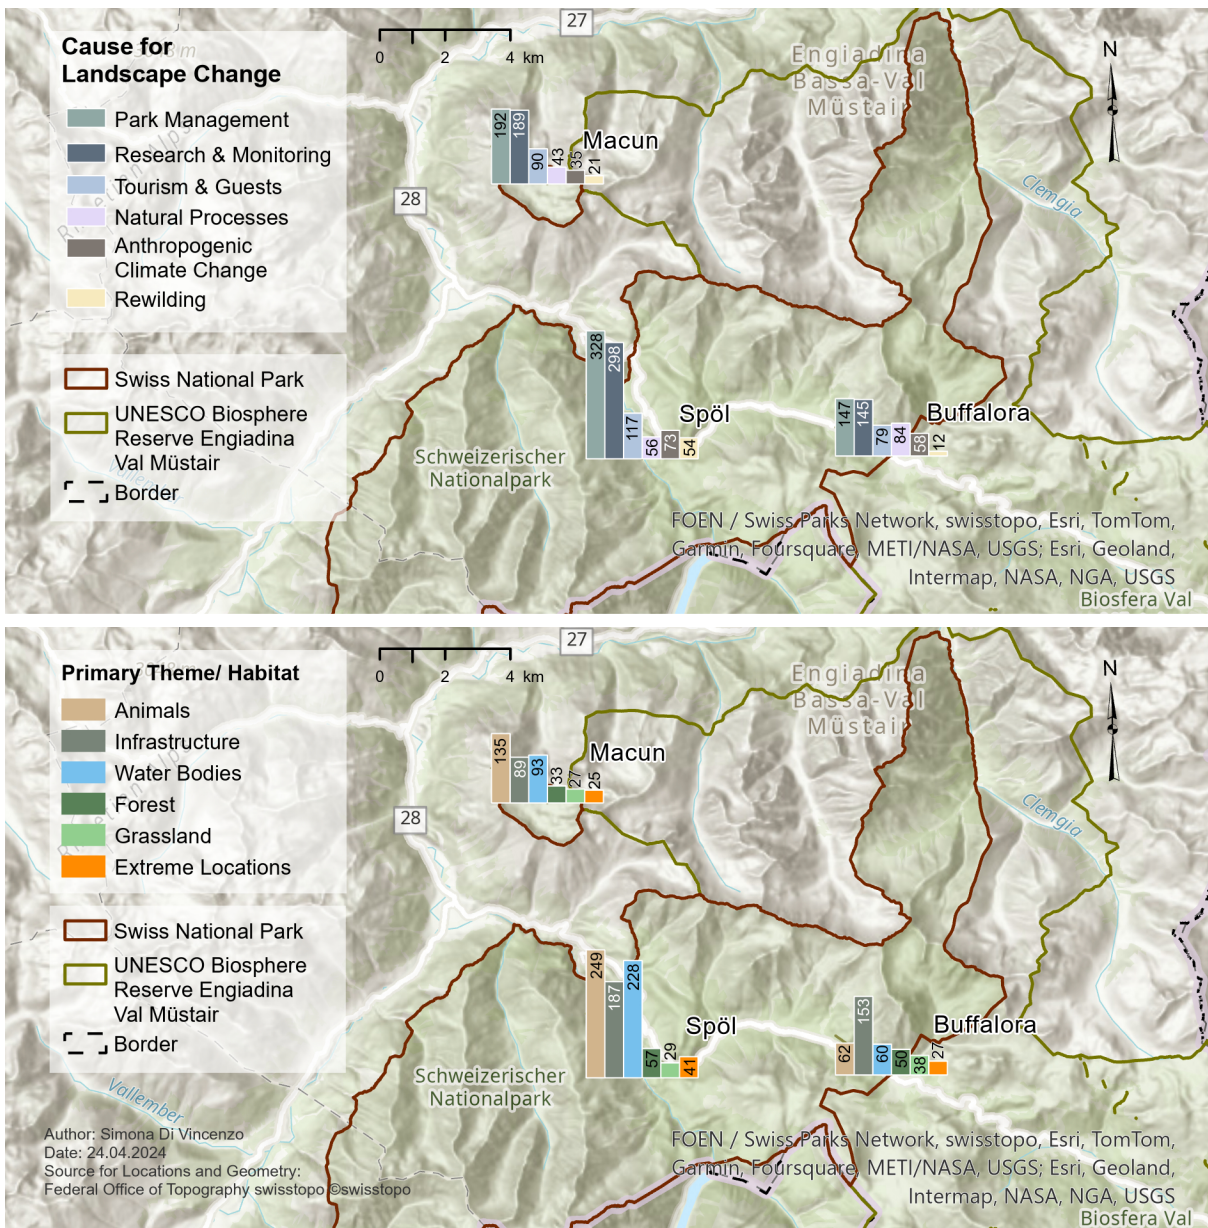 Cause for
Landscape Change
Park Management
Research & Monitoring
Tourism & Guests
Natural Processes
Anthropogenic
Climate Change
Rewilding
Swiss National Park
UNESCO Biosphere
Reserve Engiadina
Val Müstair
Border
0 2 4 km
27
28
Engiadina
Bassa-Val
Müstair
N
Clemgia
Macun
192 189 90 43 35 21
Spöl
328 298 117 56 73 54
Buffalora
147 145 79 84 58 12
Schweizerischer
Nationalpark
FOEN / Swiss Parks Network, swisstopo, Esri, TomTom,
Garmin, Foursquare, METI/NASA, USGS; Esri, Geoland,
Intermap, NASA, NGA, USGS
Biosfera Val
Primary Theme/ Habitat
Animals
Infrastructure
Water Bodies
Forest
Grassland
Extreme Locations
Swiss National Park
UNESCO Biosphere
Reserve Engiadina
Val Müstair
Border
0 2 4 km
27
28
Engiadina
Bassa-Val
Müstair
N
Clemgia
Macun
135 89 93 33 27 25
Spöl
249 187 228 57 29 41
Buffalora
62 153 60 50 38 27
Schweizerischer
Nationalpark
Vallember
Author: Simona Di Vincenzo
Date: 24.04.2024
Source for Locations and Geometry:
Federal Office of Topography swisstopo ©swisstopo
FOEN / Swiss Parks Network, swisstopo, Esri, TomTom,
Garmin, Foursquare, METI/NASA, USGS; Esri, Geoland,
Intermap, NASA, NGA, USGS
Biosfera Val